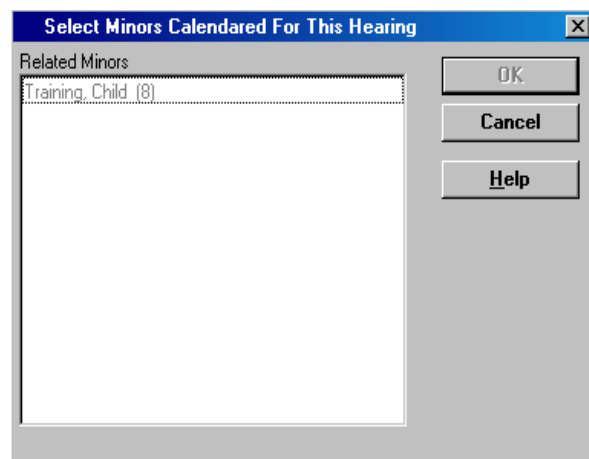 Select Minors Calendared For This Hearing
Related Minors
Training, Child (8)
OK
Cancel
Help